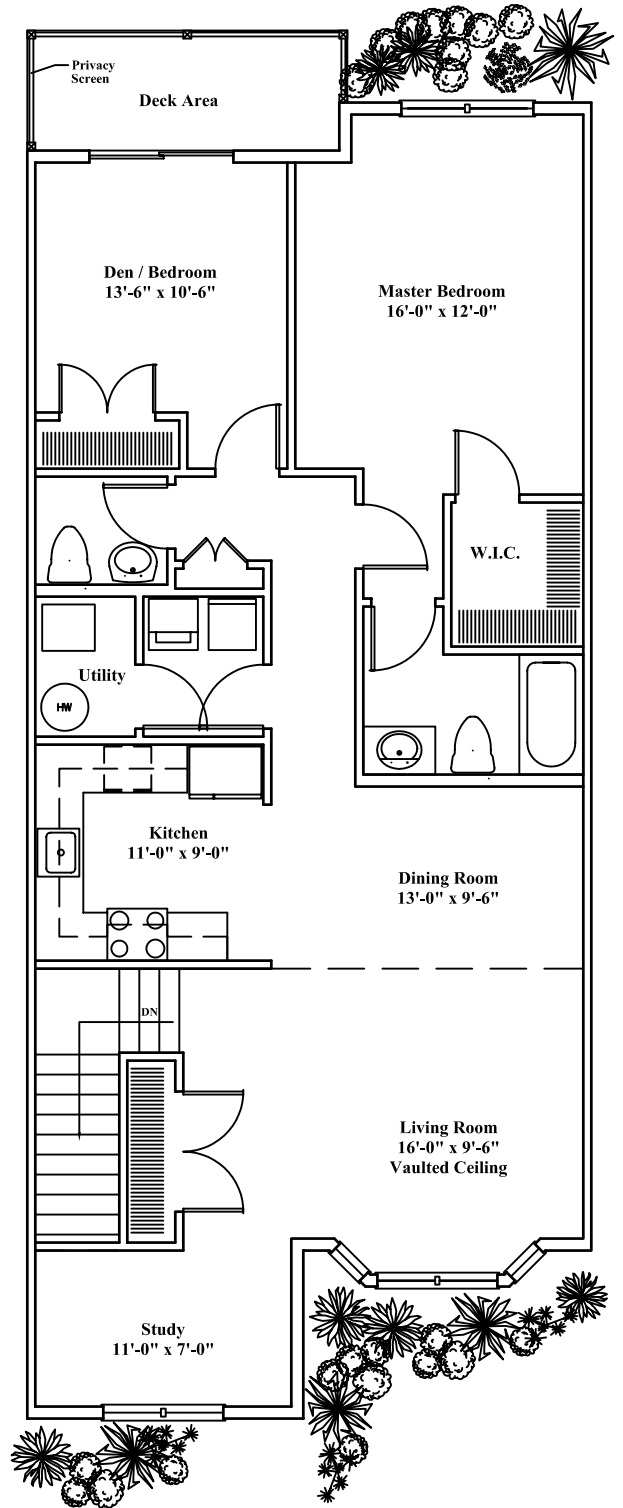 Privacy
Screen
Deck Area
Den / Bedroom
13'-6" x 10'-6"
Master Bedroom
16'-0" x 12'-0"
W.I.C.
Utility
HW
Kitchen
11'-0" x 9'-0"
Dining Room
13'-0" x 9'-6"
DN
Living Room
16'-0" x 9'-6"
Vaulted Ceiling
Study
11'-0" x 7'-0"